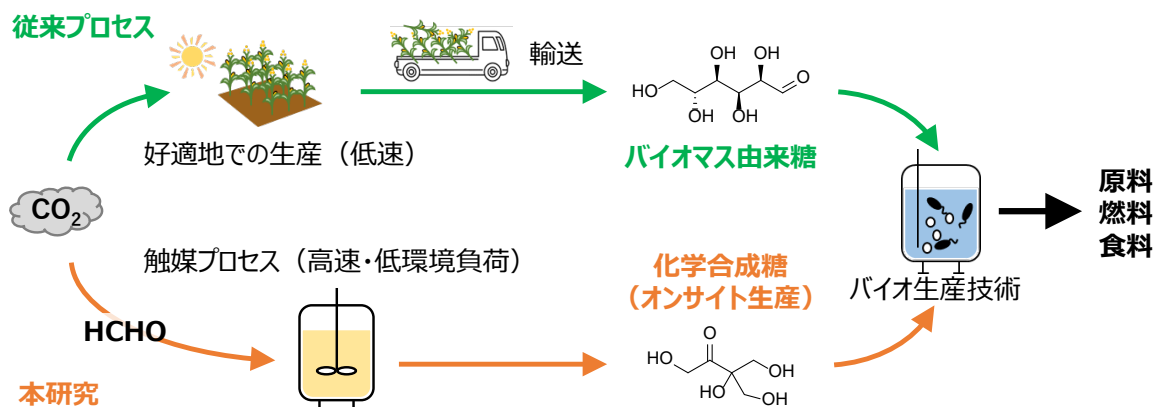 従来プロセス
輸送
好適地での生産（低速）
HO
OH
OH
OH
OH
OH
O
バイオマス由来糖
CO2
触媒プロセス（高速・低環境負荷）
HCHO
本研究
化学合成糖
（オンサイト生産）
O
HO
OH
HO
OH
バイオ生産技術
原料
燃料
食料